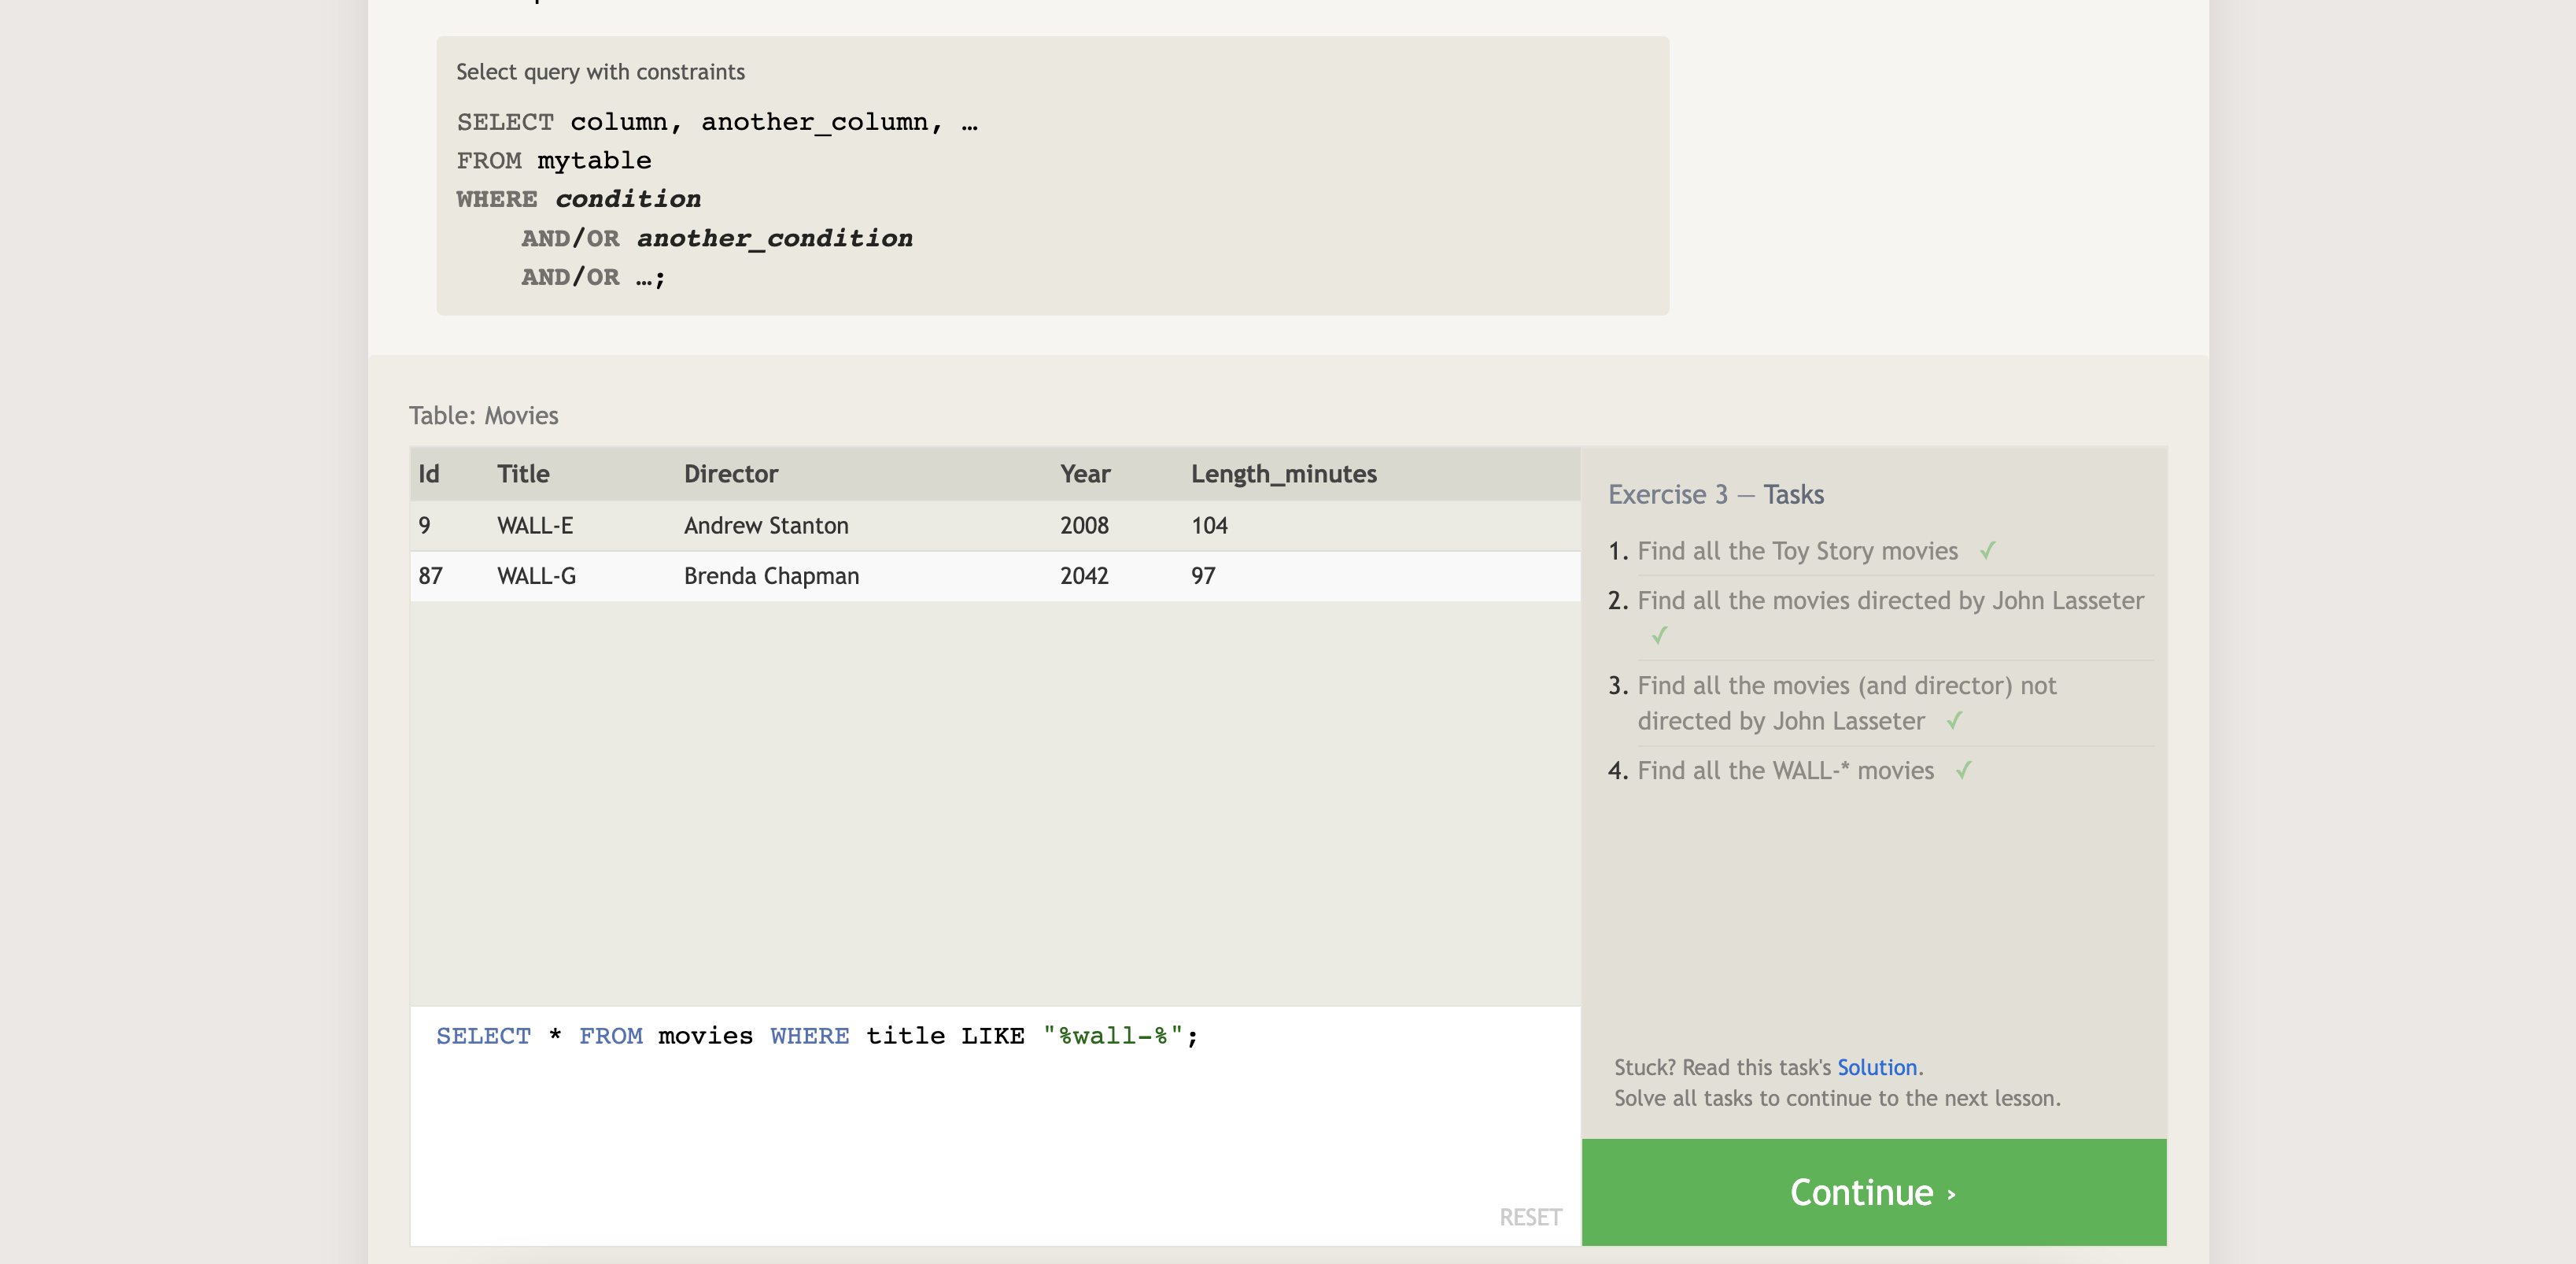 Select query with constraints
SELECT column, another_column, …
FROM mytable
WHERE condition
AND/OR another_condition
AND/OR …;
Table: Movies
Id Title Director Year Length_minutes
9 WALL-E Andrew Stanton 2008 104
87 WALL-G Brenda Chapman 2042 97
SELECT * FROM movies WHERE title LIKE "%wall-%";
RESET
Exercise 3 — Tasks
1. Find all the Toy Story movies ✓
2. Find all the movies directed by John Lasseter
✓
3. Find all the movies (and director) not
directed by John Lasseter ✓
4. Find all the WALL-* movies ✓
Stuck? Read this task's Solution.
Solve all tasks to continue to the next lesson.
Continue ›